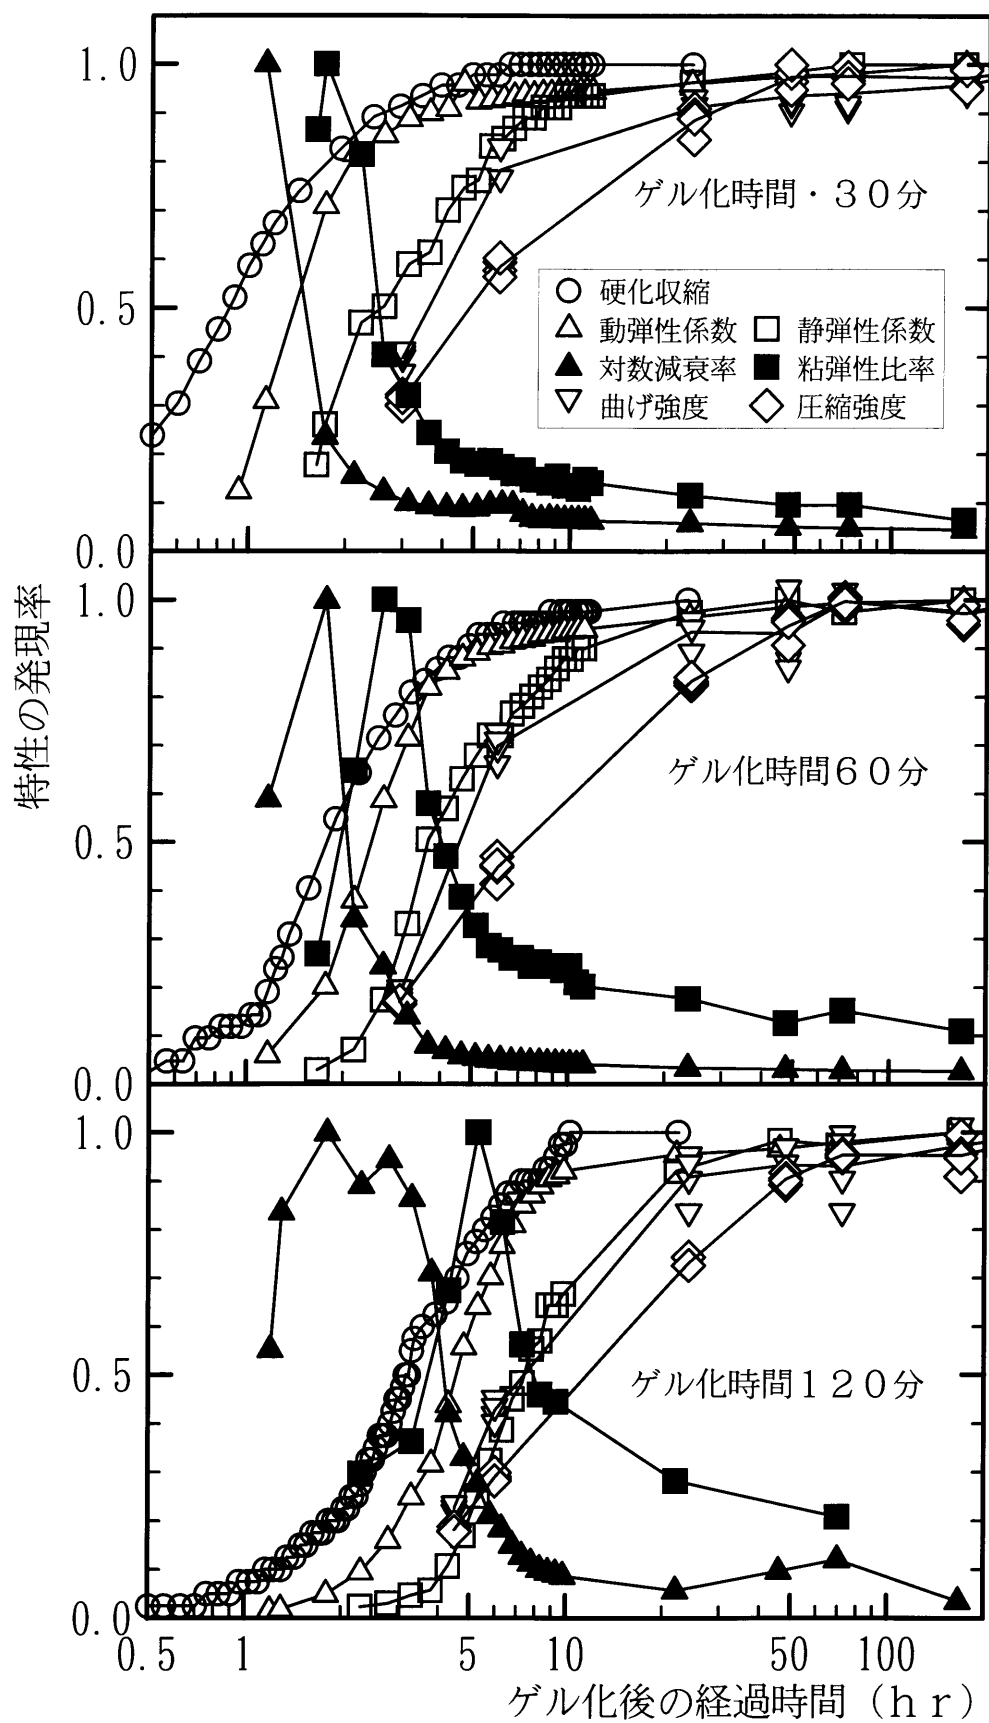 特性の発現率
1.0
0.5
0.0
ゲル化時間・３０分
○ 硬化収縮
△ 動弾性係数 □ 静弾性係数
▲ 対数減衰率 ■ 粘弾性比率
▽ 曲げ強度 ◇ 圧縮強度
1.0
0.5
0.0
ゲル化時間６０分
1.0
0.5
0.0
ゲル化時間１２０分
0.5 1 5 10 50 100
ゲル化後の経過時間（ｈｒ）